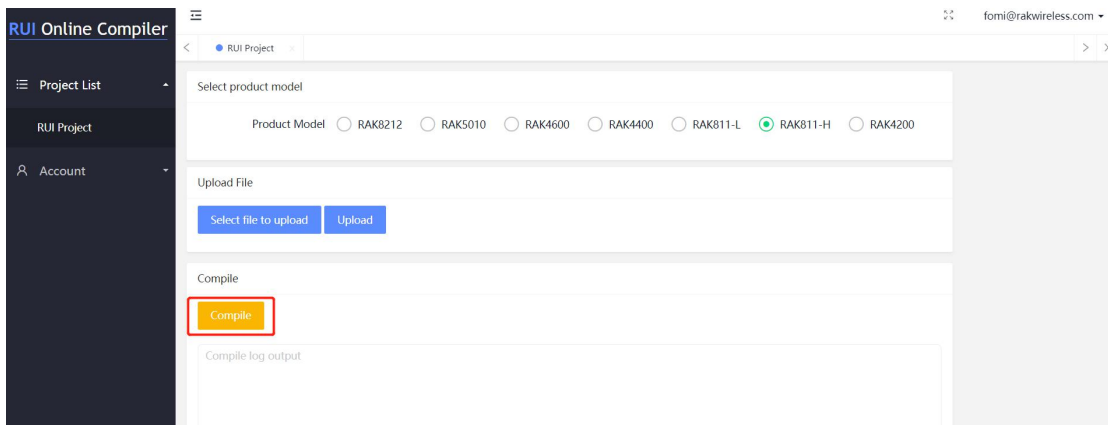 RUI Online Compiler
fomi@rakwireless.com
RUI Project
Project List
RUI Project
Account
Select product model
Product Model RAK8212 RAK5010 RAK4600 RAK4400 RAK811-L RAK811-H RAK4200
Upload File
Select file to upload Upload
Compile
Compile
Compile log output